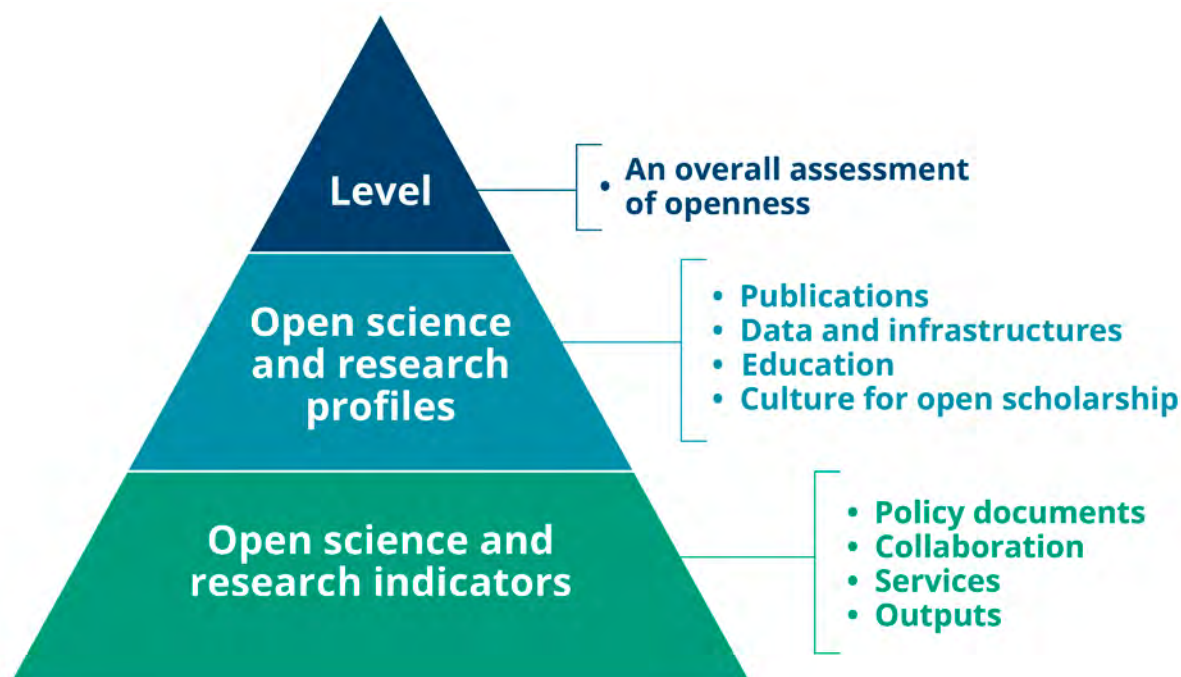 Level
• An overall assessment
of openness
Open science
and research
profiles
• Publications
• Data and infrastructures
• Education
• Culture for open scholarship
Open science and
research indicators
• Policy documents
• Collaboration
• Services
• Outputs